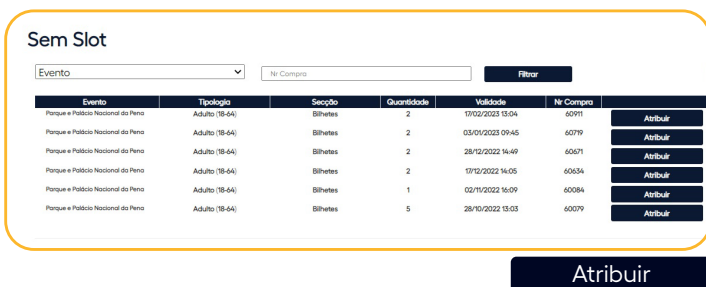 Sem Slot
Evento Nr Compra Filtrar
Evento Tipologia Secção Quantidade Validade Nr Compra
Parque e Palácio Nacional da Pena Adulto (18-64) Bilhetes 2 17/02/2023 13:04 60911 Atribuir
Parque e Palácio Nacional da Pena Adulto (18-64) Bilhetes 2 03/01/2023 09:45 60719 Atribuir
Parque e Palácio Nacional da Pena Adulto (18-64) Bilhetes 2 28/12/2022 14:49 60671 Atribuir
Parque e Palácio Nacional da Pena Adulto (18-64) Bilhetes 2 17/12/2022 14:05 60634 Atribuir
Parque e Palácio Nacional da Pena Adulto (18-64) Bilhetes 1 02/11/2022 16:09 60084 Atribuir
Parque e Palácio Nacional da Pena Adulto (18-64) Bilhetes 5 28/10/2022 13:03 60079 Atribuir
Atribuir